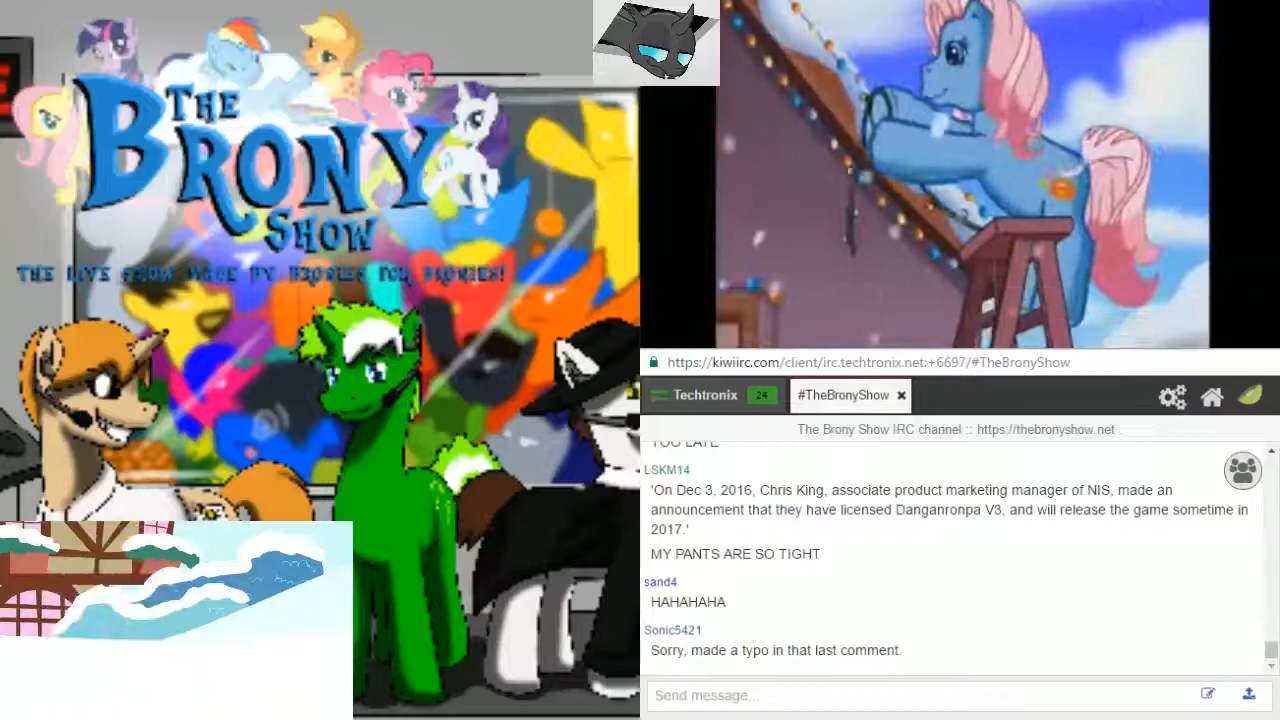 THE
BRONY
SHOW
THE LIVE SHOW MADE BY BRONIES FOR BRONIES!
https://kiwiirc.com/client/irc.techtronix.net:+6697/#TheBronyShow
Techtronix 24 #TheBronyShow
The Brony Show IRC channel :: https://thebronyshow.net
TOO LATE
LSKM14
'On Dec 3, 2016, Chris King, associate product marketing manager of NIS, made an
announcement that they have licensed Danganronpa V3, and will release the game sometime in
2017.'
MY PANTS ARE SO TIGHT
sand4
HAHAHAHA
Sonic5421
Sorry, made a typo in that last comment.
Send message...